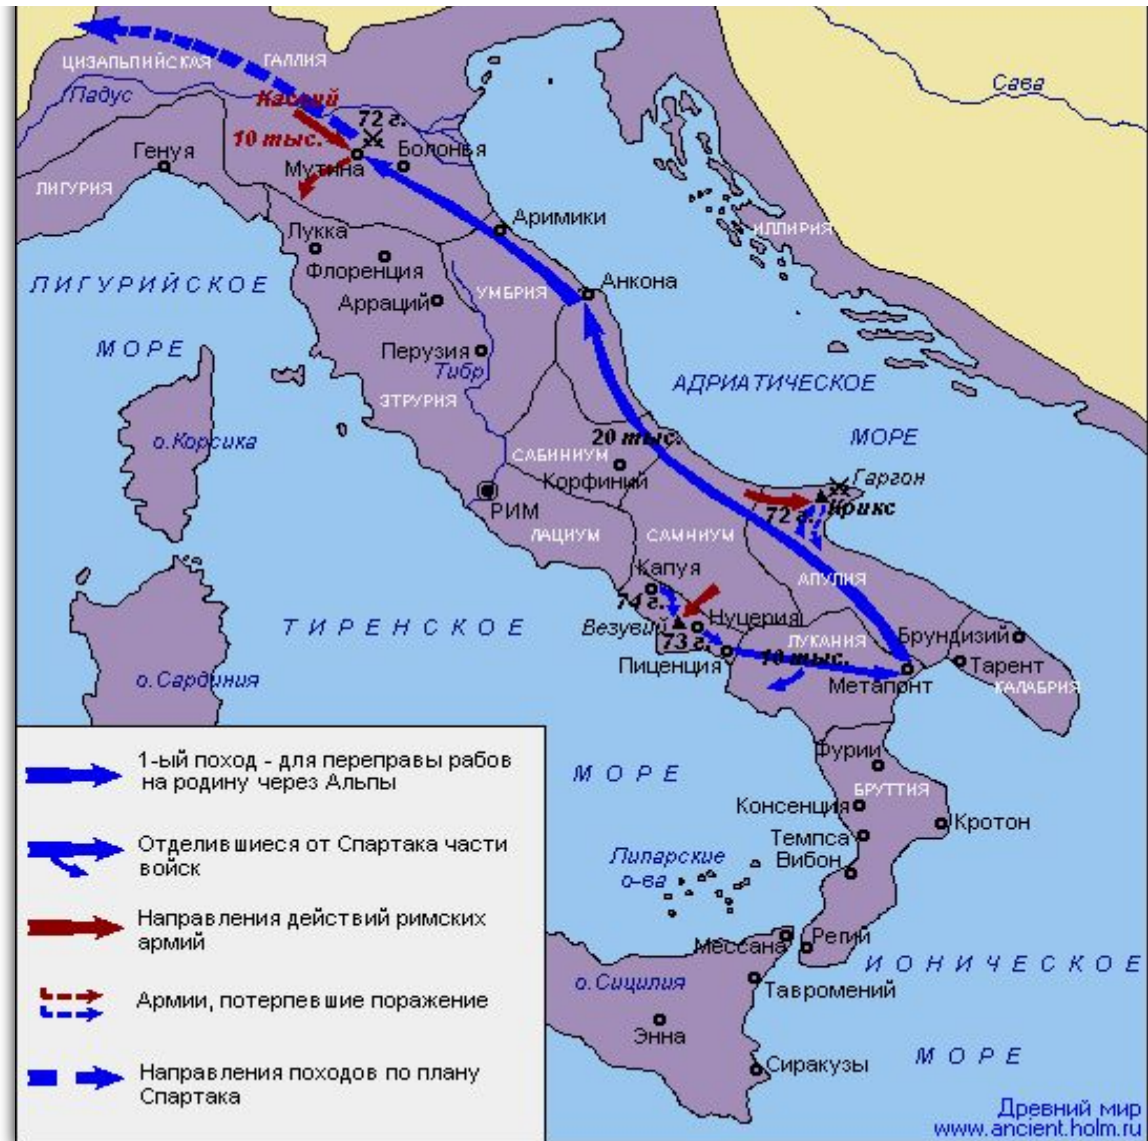 ЦИЗАЛЬПИЙСКАЯ
ГАЛЛИЯ
Сава
Падус
Кассий
72 г.
10 тыс.
Болонья
Генуя
Мутина
ЛИГУРИЯ
Аримики
ИЛЛИРИЯ
Лукка
Флоренция
ЛИГУРИЙСКОЕ
УМБРИЯ
Анкона
Арраций
МОРЕ
Перузия
Тибр
АДРИАТИЧЕСКОЕ
ЭТРУРИЯ
о.Корсика
20 тыс.
МОРЕ
САБИНИУМ
Корфиний
Гаргон
РИМ
72 г.
Крикс
ЛАЦИУМ
САМНИУМ
Капуя
АПУЛИЯ
74 г.
ТИРЕНСКОЕ
Везувий
Нуцерия
73 г.
ЛУКАНИЯ
Брундизий
Пиценция
10 тыс.
Тарент
о.Сардиния
Метапонт
КАЛАБРИЯ
Фурии
МОРЕ
БРУТТИЯ
Консенция
Кротон
Темпса
Вибон
Липарские
о-ва
Мессана
Регий
ИОНИЧЕСКОЕ
о.Сицилия
Тавромений
Энна
Сиракузы
МОРЕ
1-ый поход - для переправы рабов
на родину через Альпы
Отделившиеся от Спартака части
войск
Направления действий римских
армий
Армии, потерпевшие поражение
Направления походов по плану
Спартака
Древний мир
www.ancient.holm.ru